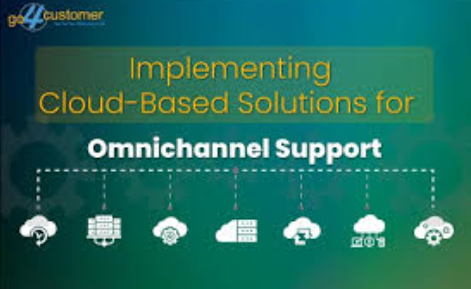 go4customer
Implementing
Cloud-Based Solutions for
Omnichannel Support